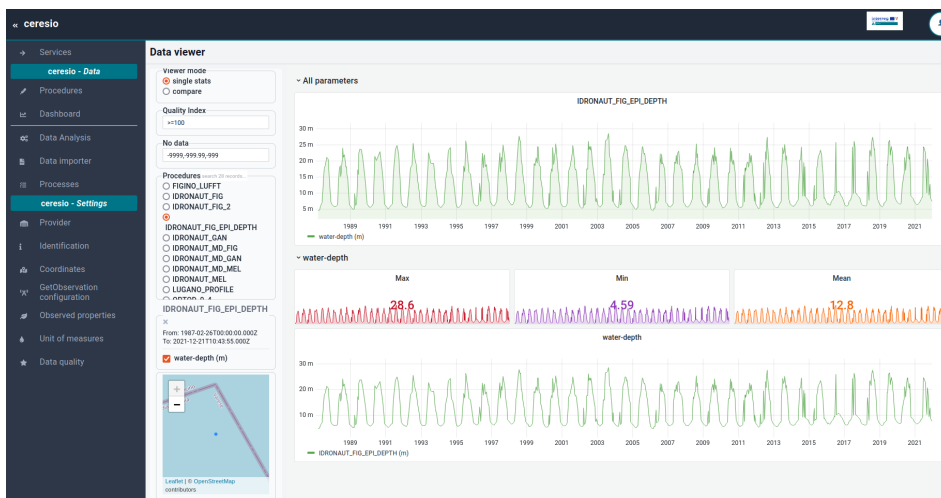 « ceresio
Services
ceresio - Data
Procedures
Dashboard
Data Analysis
Data importer
Processes
ceresio - Settings
Provider
Identification
Coordinates
GetObservation
configuration
Observed properties
Unit of measures
Data quality
Data viewer
Viewer mode
single stats
compare
Quality Index
>=100
No data
-9999,-999.99,-999
Procedures search 28 records
FIGINO_LUFFT
IDRONAUT_FIG
IDRONAUT_FIG_2
IDRONAUT_FIG_EPI_DEPTH
IDRONAUT_GAN
IDRONAUT_MD_FIG
IDRONAUT_MD_GAN
IDRONAUT_MD_MEL
IDRONAUT_MEL
LUGANO_PROFILE
IDRONAUT_FIG_EPI_DEPTH
×
From: 1987-02-26T00:00:00.000Z
To: 2021-12-21T10:43:55.000Z
water-depth (m)
+
−
Leaflet | © OpenStreetMap
contributors
All parameters
IDRONAUT_FIG_EPI_DEPTH
30 m
25 m
20 m
15 m
10 m
5 m
1989 1991 1993 1995 1997 1999 2001 2003 2005 2007 2009 2011 2013 2015 2017 2019 2021
water-depth (m)
water-depth
Max Min Mean
28.6 4.59 12.8
water-depth
30 m
20 m
10 m
1989 1991 1993 1995 1997 1999 2001 2003 2005 2007 2009 2011 2013 2015 2017 2019 2021
IDRONAUT_FIG_EPI_DEPTH (m)